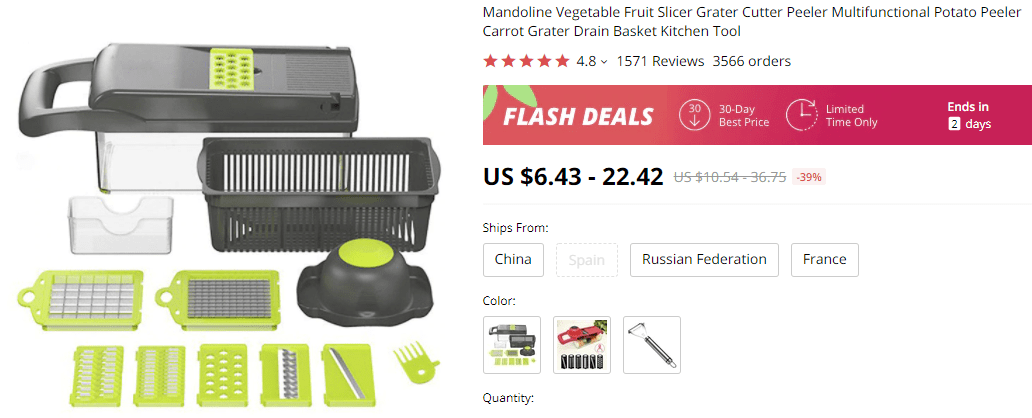 Mandoline Vegetable Fruit Slicer Grater Cutter Peeler Multifunctional Potato Peeler
Carrot Grater Drain Basket Kitchen Tool
4.8 1571 Reviews 3566 orders
FLASH DEALS
30
30-Day
Best Price
Limited
Time Only
Ends in
2 days
US $6.43 - 22.42 US $10.54 - 36.75 -39%
Ships From:
China Spain Russian Federation France
Color:
Quantity: